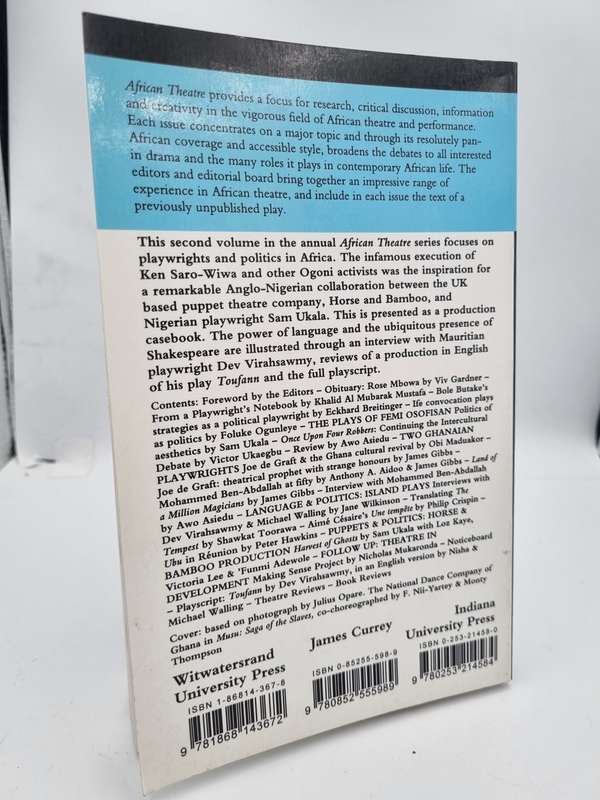 African Theatre provides a focus for research, critical discussion, information
and creativity in the vigorous field of African theatre and performance.
Each issue concentrates on a major topic and through its resolutely pan-
African coverage and accessible style, broadens the debates to all interested
in drama and the many roles it plays in contemporary African life. The
editors and editorial board bring together an impressive range of
experience in African theatre, and include in each issue the text of a
previously unpublished play.
This second volume in the annual African Theatre series focuses on
playwrights and politics in Africa. The infamous execution of
Ken Saro-Wiwa and other Ogoni activists was the inspiration for
a remarkable Anglo-Nigerian collaboration between the UK
based puppet theatre company, Horse and Bamboo, and
Nigerian playwright Sam Ukala. This is presented as a production
casebook. The power of language and the ubiquitous presence of
Shakespeare are illustrated through an interview with Mauritian
playwright Dev Virahsawmy, reviews of a production in English
of his play Toufann and the full playscript.
Contents: Foreword by the Editors – Obituary: Rose Mbowa by Viv Gardner –
From a Playwright's Notebook by Khalid Al Mubarak Mustafa – Bole Butake's
strategies as a political playwright by Eckhard Breitinger – Ife convocation plays
as politics by Foluke Ogunleye – THE PLAYS OF FEMI OSOFISAN Politics of
aesthetics by Sam Ukala – Once Upon Four Robbers: Continuing the Intercultural
Debate by Victor Ukaegbu – Review by Awo Asiedu – TWO GHANAIAN
PLAYWRIGHTS Joe de Graft & the Ghana cultural revival by Obi Maduakor –
Joe de Graft: theatrical prophet with strange honours by James Gibbs –
Mohammed Ben-Abdallah at fifty by Anthony A. Aidoo & James Gibbs – Land of
a Million Magicians by James Gibbs – Interview with Mohammed Ben-Abdallah
by Awo Asiedu – LANGUAGE & POLITICS: ISLAND PLAYS Interviews with
Dev Virahsawmy & Michael Walling by Jane Wilkinson – Translating The
Tempest by Shawkat Toorawa – Aimé Césaire's Une tempête by Philip Crispin –
Ubu in Réunion by Peter Hawkins – PUPPETS & POLITICS: HORSE &
BAMBOO PRODUCTION Harvest of Ghosts by Sam Ukala with Loz Kaye,
Victoria Lee & 'Funmi Adewole – FOLLOW UP: THEATRE IN
DEVELOPMENT Making Sense Project by Nicholas Mukaronda – Noticeboard
– Playscript: Toufann by Dev Virahsawmy, in an English version by Nisha &
Michael Walling – Theatre Reviews – Book Reviews
Cover: based on photograph by Julius Opare. The National Dance Company of
Ghana in Musu: Saga of the Slaves, co-choreographed by F. Nii-Yartey & Monty
Thompson
Witwatersrand
University Press
ISBN 1-86814-367-6
9 781868 143672
James Currey
ISBN 0-85255-598-9
9 780852 555989
Indiana
University Press
ISBN 0-253-21458-0
9 780253 214584